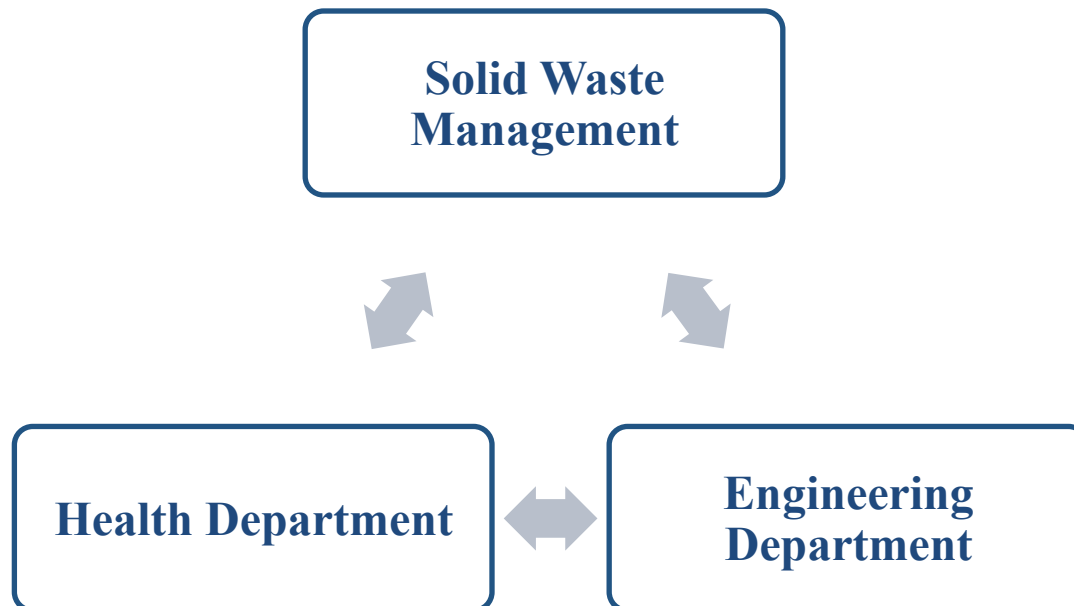 Solid Waste
Management
Health Department
Engineering
Department